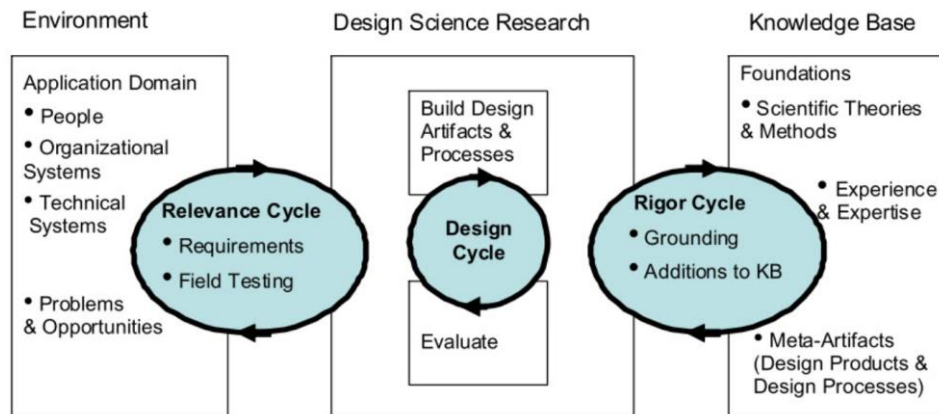 Environment
Design Science Research
Knowledge Base
Application Domain
• People
• Organizational
Systems
• Technical
Systems
• Problems
& Opportunities
Relevance Cycle
• Requirements
• Field Testing
Build Design
Artifacts &
Processes
Design
Cycle
Evaluate
Rigor Cycle
• Grounding
• Additions to KB
Foundations
• Scientific Theories
& Methods
• Experience
& Expertise
• Meta-Artifacts
(Design Products &
Design Processes)